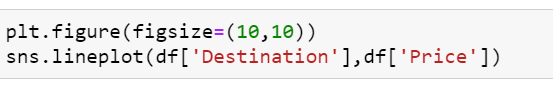 plt.figure(figsize=(10,10))
sns.lineplot(df['Destination'],df['Price'])